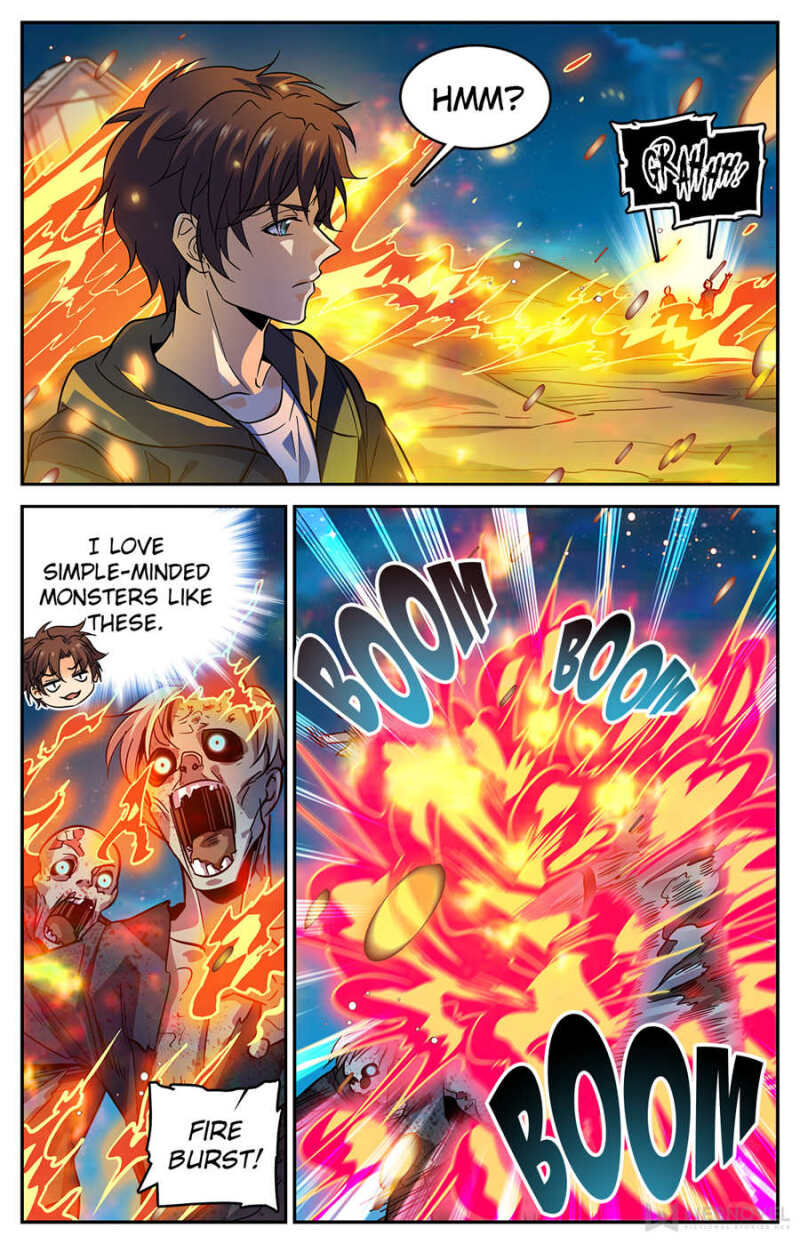 HMM?
GRAHHH!
I LOVE
SIMPLE-MINDED
MONSTERS LIKE
THESE.
FIRE
BURST!
BOOM
BOOM
BOOM